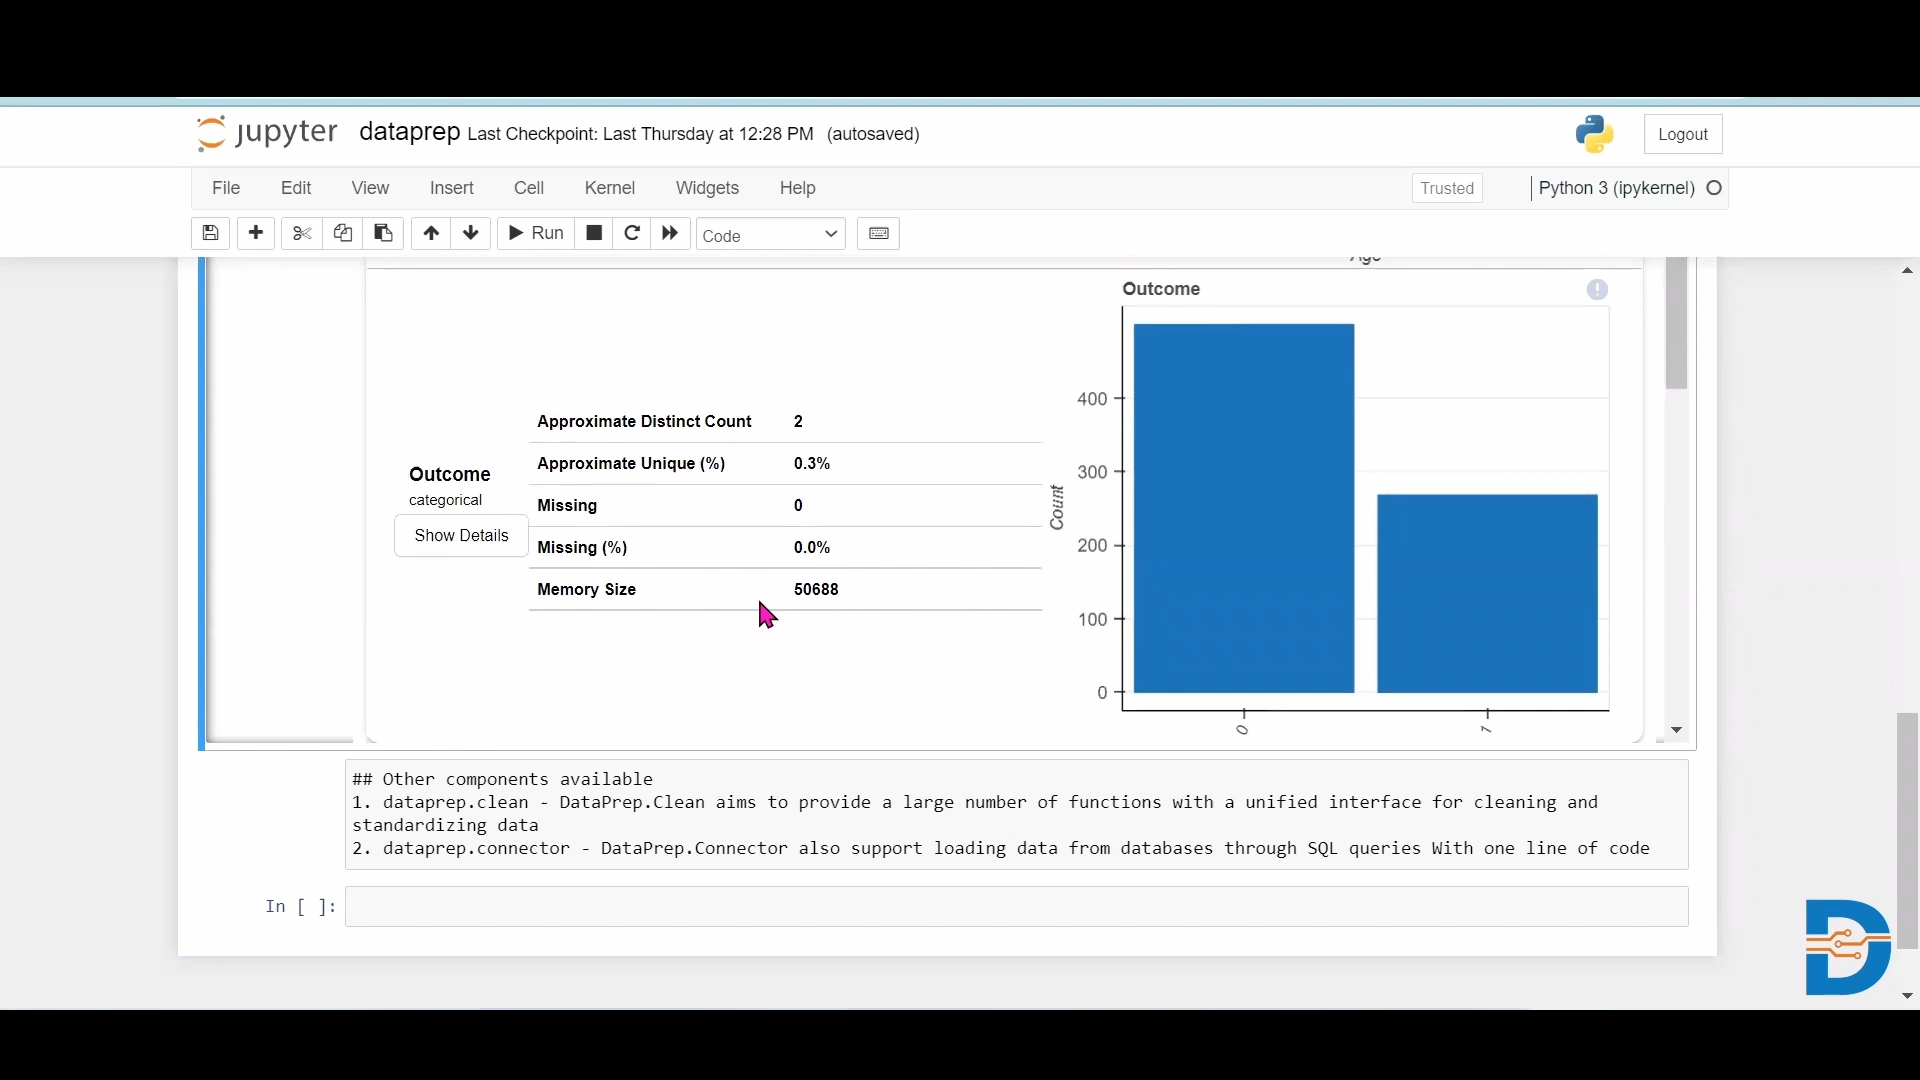 jupyter dataprep Last Checkpoint: Last Thursday at 12:28 PM (autosaved)
Logout
File Edit View Insert Cell Kernel Widgets Help
Trusted
Python 3 (ipykernel)
Run
Code
Age
Outcome
categorical
Show Details
Approximate Distinct Count 2
Approximate Unique (%) 0.3%
Missing 0
Missing (%) 0.0%
Memory Size 50688
Outcome
Count
400
300
200
100
0
0
1
## Other components available
1. dataprep.clean - DataPrep.Clean aims to provide a large number of functions with a unified interface for cleaning and
standardizing data
2. dataprep.connector - DataPrep.Connector also support loading data from databases through SQL queries With one line of code
In [ ]: